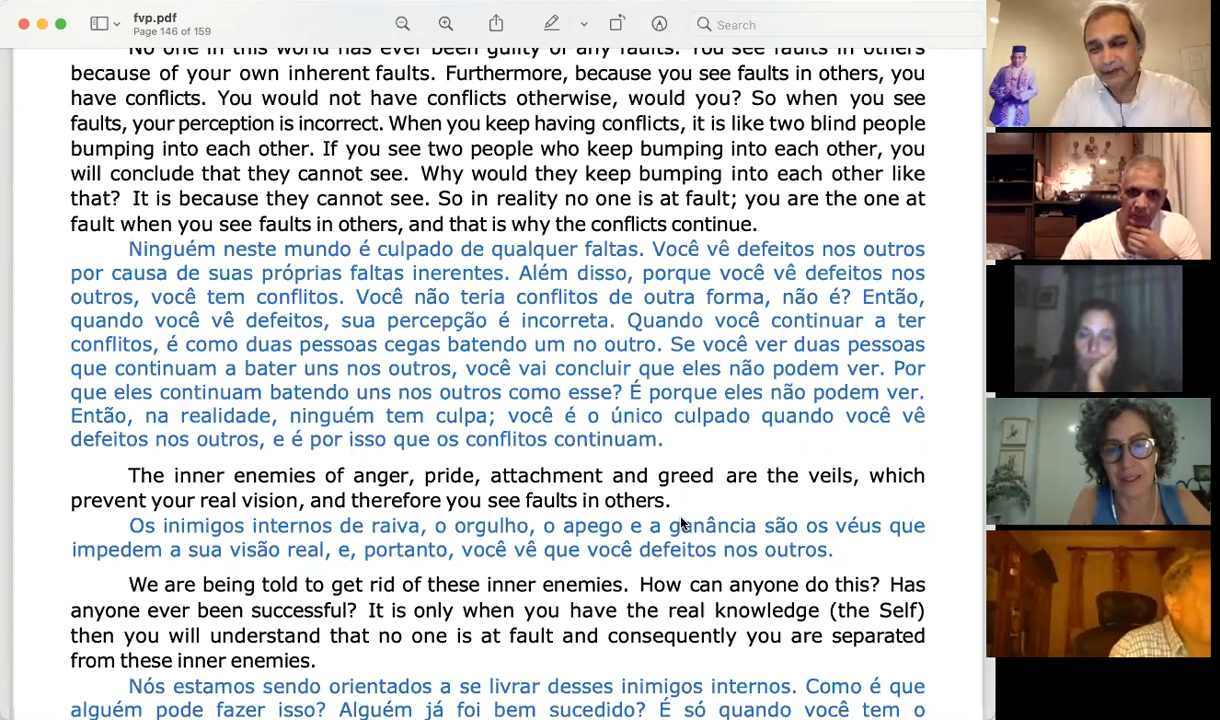 fvp.pdf
Page 146 of 159
Search
No one in this world has ever been guilty of any faults. You see faults in others
because of your own inherent faults. Furthermore, because you see faults in others, you
have conflicts. You would not have conflicts otherwise, would you? So when you see
faults, your perception is incorrect. When you keep having conflicts, it is like two blind people
bumping into each other. If you see two people who keep bumping into each other, you
will conclude that they cannot see. Why would they keep bumping into each other like
that? It is because they cannot see. So in reality no one is at fault; you are the one at
fault when you see faults in others, and that is why the conflicts continue.
Ninguém neste mundo é culpado de qualquer faltas. Você vê defeitos nos outros
por causa de suas próprias faltas inerentes. Além disso, porque você vê defeitos nos
outros, você tem conflitos. Você não teria conflitos de outra forma, não é? Então,
quando você vê defeitos, sua percepção é incorreta. Quando você continuar a ter
conflitos, é como duas pessoas cegas batendo um no outro. Se você ver duas pessoas
que continuam a bater uns nos outros, você vai concluir que eles não podem ver. Por
que eles continuam batendo uns nos outros como esse? É porque eles não podem ver.
Então, na realidade, ninguém tem culpa; você é o único culpado quando você vê
defeitos nos outros, e é por isso que os conflitos continuam.
The inner enemies of anger, pride, attachment and greed are the veils, which
prevent your real vision, and therefore you see faults in others.
Os inimigos internos de raiva, o orgulho, o apego e a ganância são os véus que
impedem a sua visão real, e, portanto, você vê que você defeitos nos outros.
We are being told to get rid of these inner enemies. How can anyone do this? Has
anyone ever been successful? It is only when you have the real knowledge (the Self)
then you will understand that no one is at fault and consequently you are separated
from these inner enemies.
Nós estamos sendo orientados a se livrar desses inimigos internos. Como é que
alguém pode fazer isso? Alguém já foi bem sucedido? É só quando você tem o